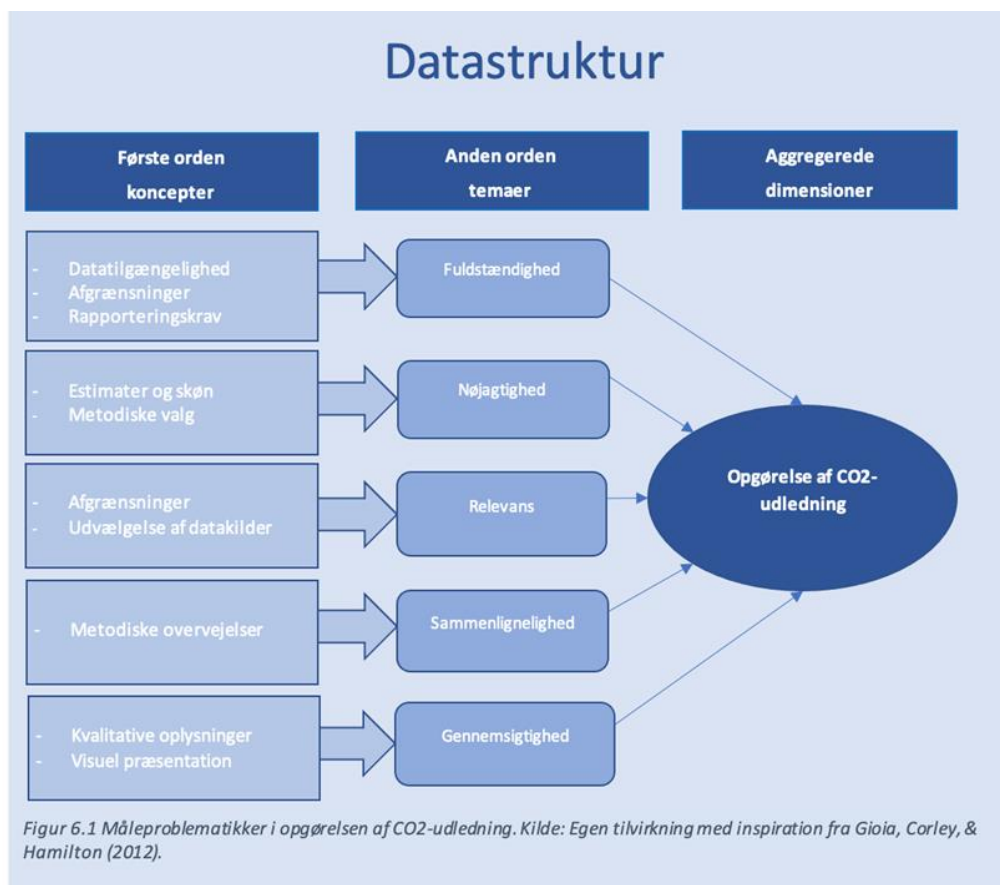 Datastruktur
Første orden
koncepter
Anden orden
temaer
Aggregerede
dimensioner
- Datatilgængelighed
- Afgrænsninger
- Rapporteringskrav
Fuldstændighed
- Estimater og skøn
- Metodiske valg
Nøjagtighed
- Afgrænsninger
- Udvælgelse af datakilder
Relevans
Opgørelse af CO2-
udledning
- Metodiske overvejelser
Sammenlignelighed
- Kvalitative oplysninger
- Visuel præsentation
Gennemsigtighed
Figur 6.1 Måleproblematikker i opgørelsen af CO2-udledning. Kilde: Egen tilvirkning med inspiration fra Gioia, Corley, &
Hamilton (2012).